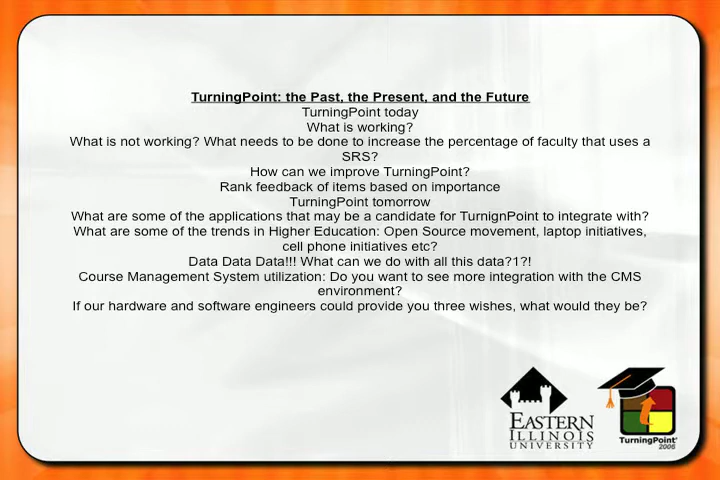 TurningPoint: the Past, the Present, and the Future
TurningPoint today
What is working?
What is not working? What needs to be done to increase the percentage of faculty that uses a
SRS?
How can we improve TurningPoint?
Rank feedback of items based on importance
TurningPoint tomorrow
What are some of the applications that may be a candidate for TurnignPoint to integrate with?
What are some of the trends in Higher Education: Open Source movement, laptop initiatives,
cell phone initiatives etc?
Data Data Data!!! What can we do with all this data?1?!
Course Management System utilization: Do you want to see more integration with the CMS
environment?
If our hardware and software engineers could provide you three wishes, what would they be?
EASTERN
ILLINOIS
UNIVERSITY
TurningPoint
2006